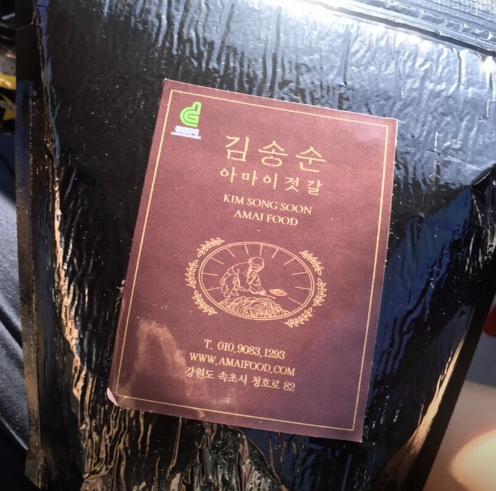 김송순
아마이젓갈
KIM SONG SOON
AMAI FOOD
T. 010.9083.1293
WWW.AMAIFOOD.COM
강원도 속초시 청호로 82